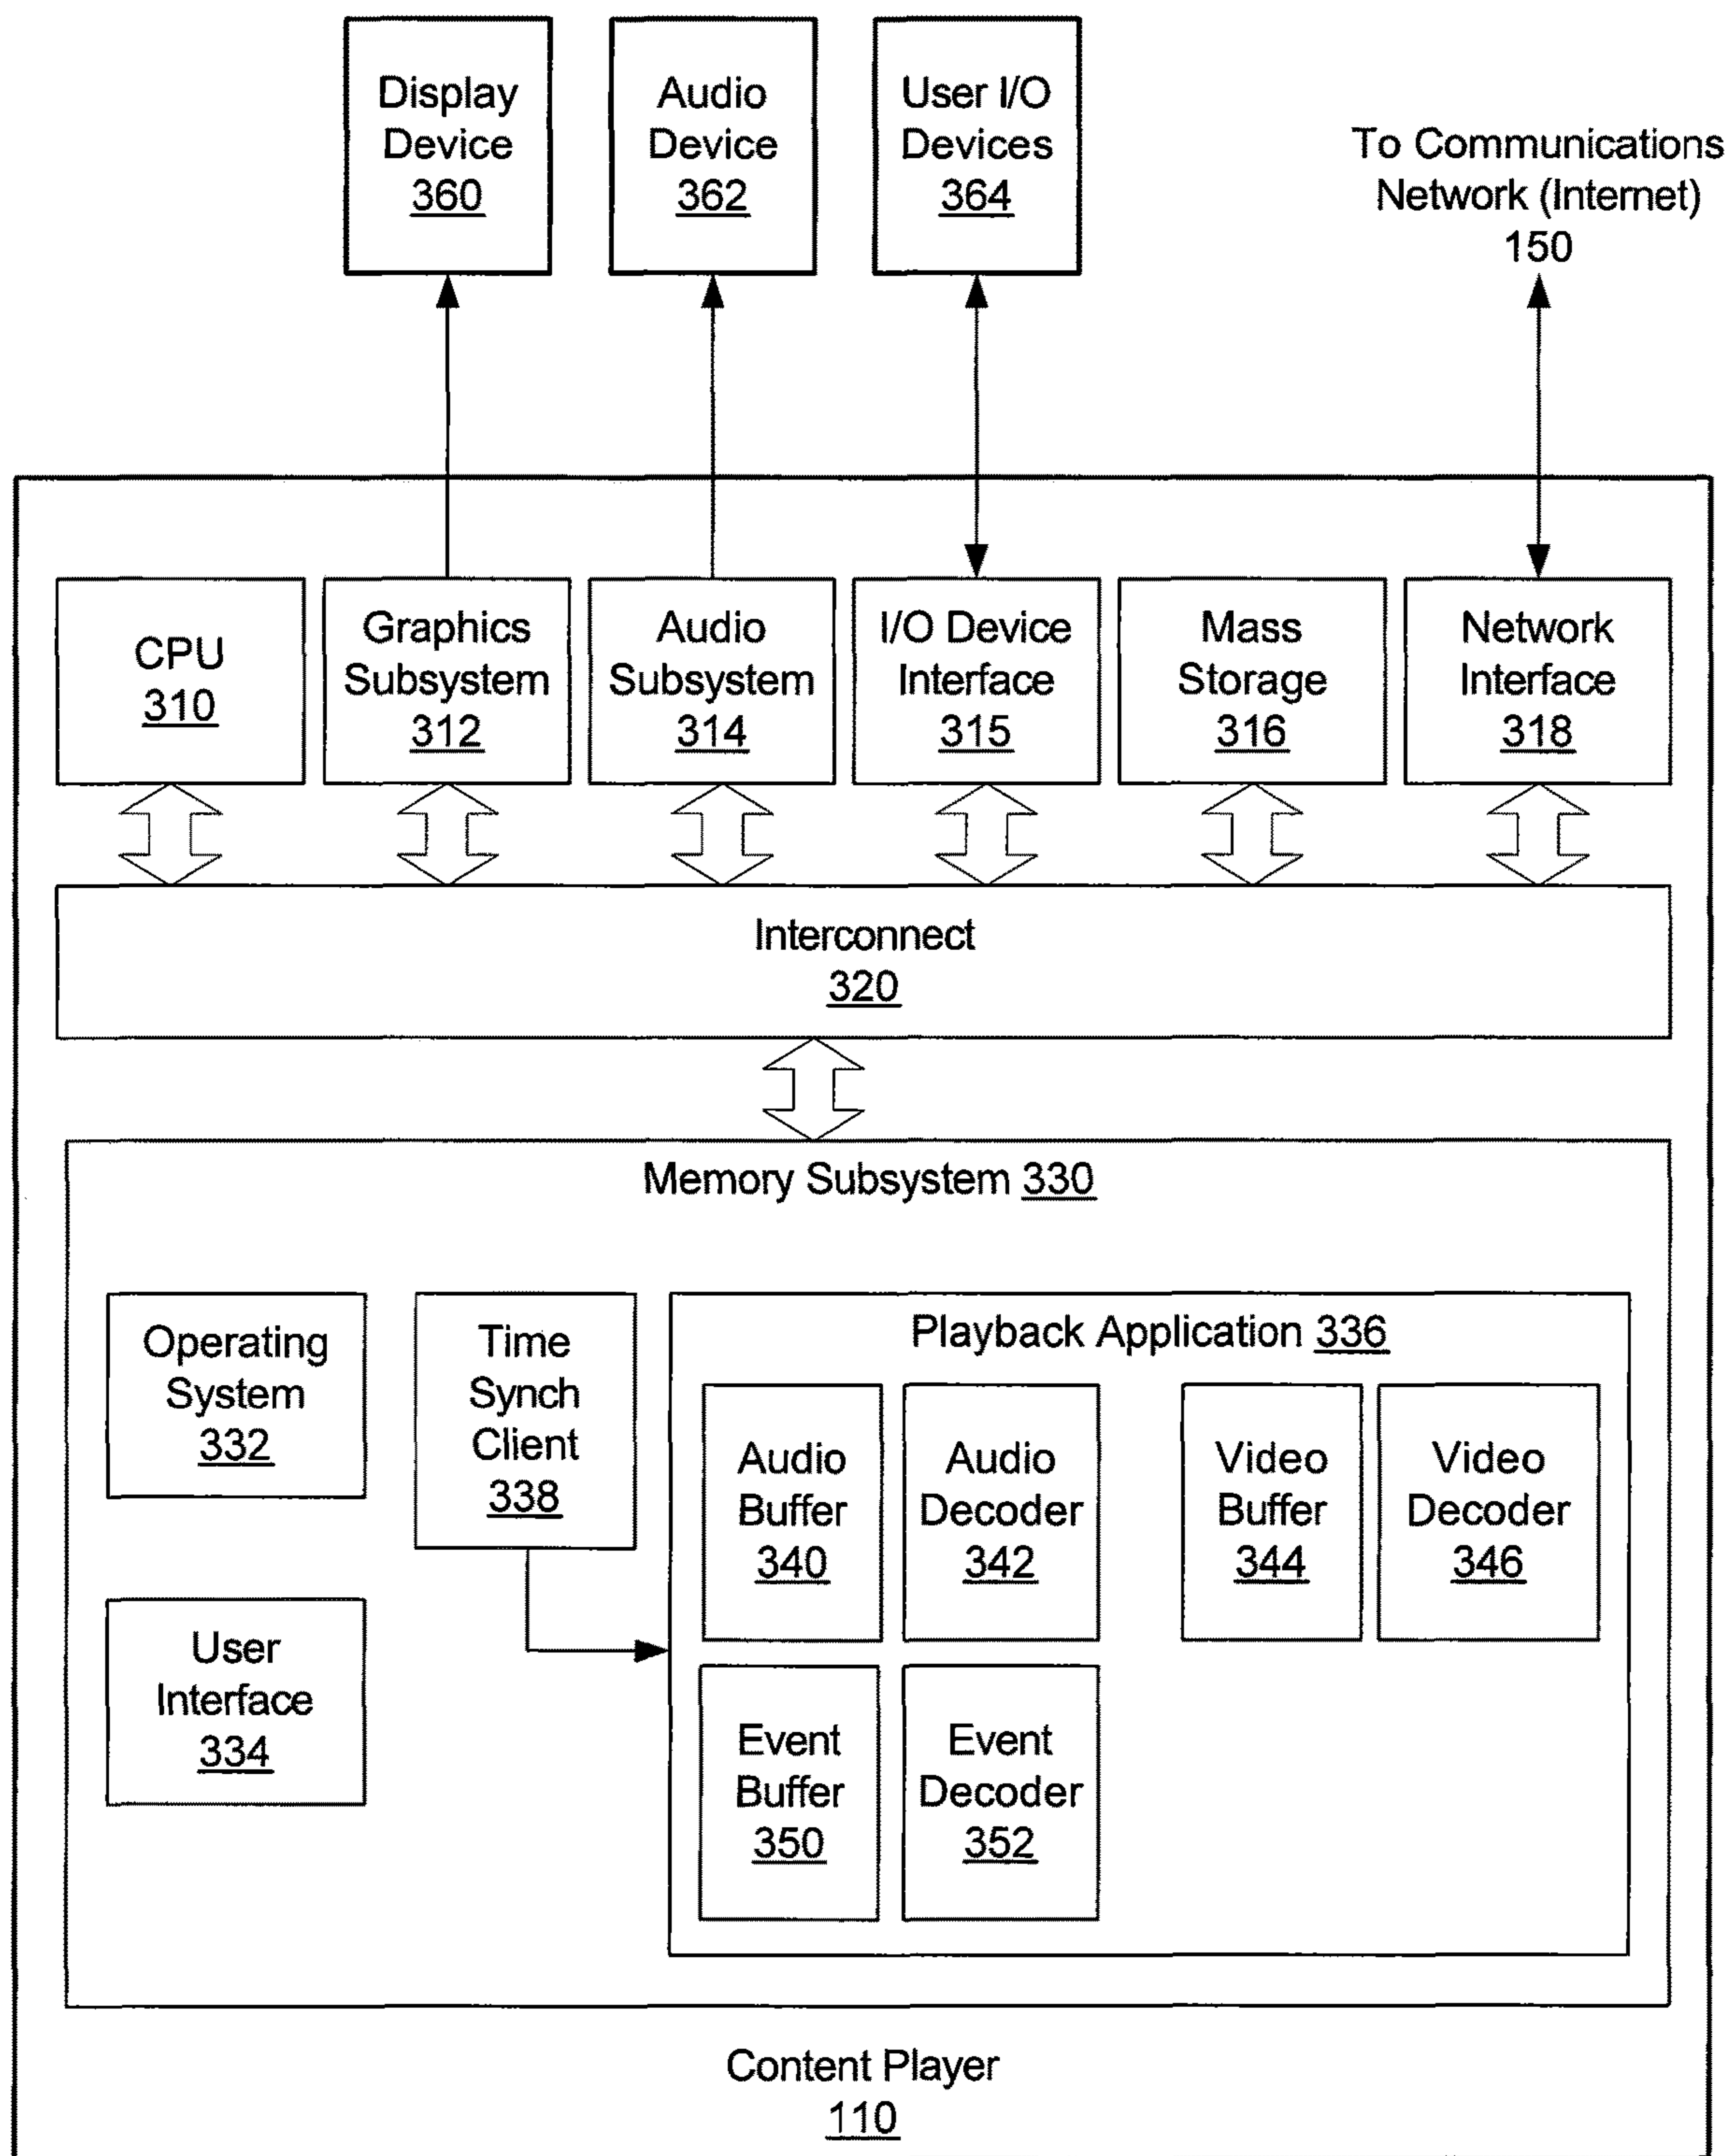 Display
Device
360
Audio
Device
362
User I/O
Devices
364
To Communications
Network (Internet)
150
CPU
310
Graphics
Subsystem
312
Audio
Subsystem
314
I/O Device
Interface
315
Mass
Storage
316
Network
Interface
318
Interconnect
320
Memory Subsystem 330
Operating
System
332
User
Interface
334
Time
Synch
Client
338
Playback Application 336
Audio
Buffer
340
Audio
Decoder
342
Video
Buffer
344
Video
Decoder
346
Event
Buffer
350
Event
Decoder
352
Content Player
110